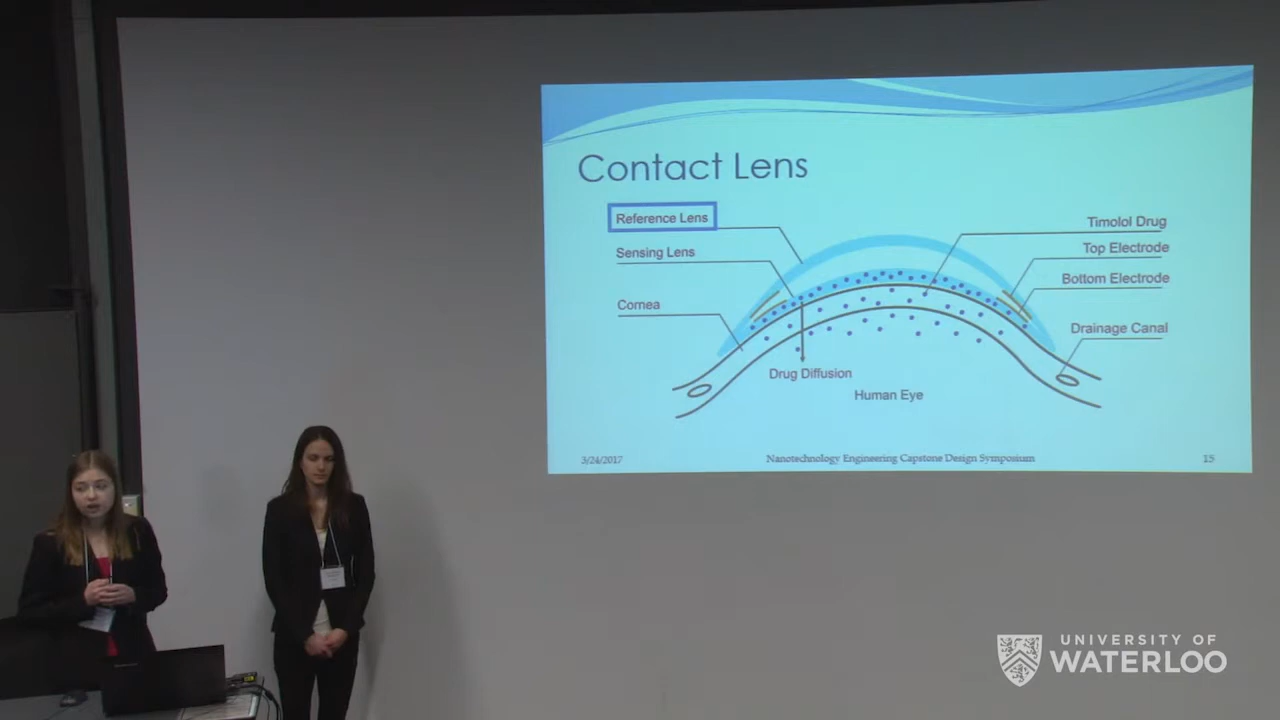 Contact Lens
Reference Lens
Sensing Lens
Cornea
Timolol Drug
Top Electrode
Bottom Electrode
Drainage Canal
Drug Diffusion
Human Eye
3/24/2017
Nanotechnology Engineering Capstone Design Symposium
15
UNIVERSITY OF
WATERLOO